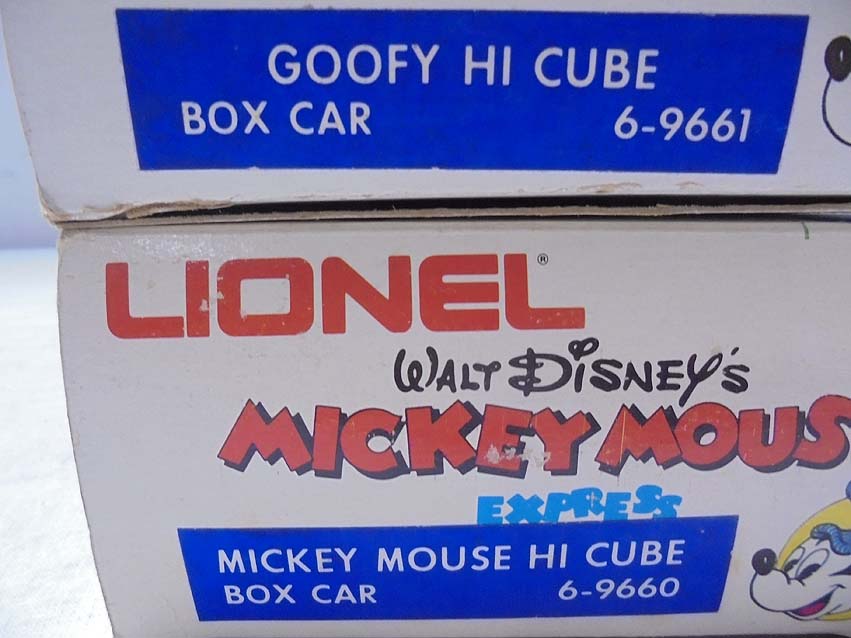 GOOFY HI CUBE
BOX CAR 6-9661
LIONEL®
WALT DISNEY'S
MICKEY MOUS
EXPRESS
MICKEY MOUSE HI CUBE
BOX CAR 6-9660